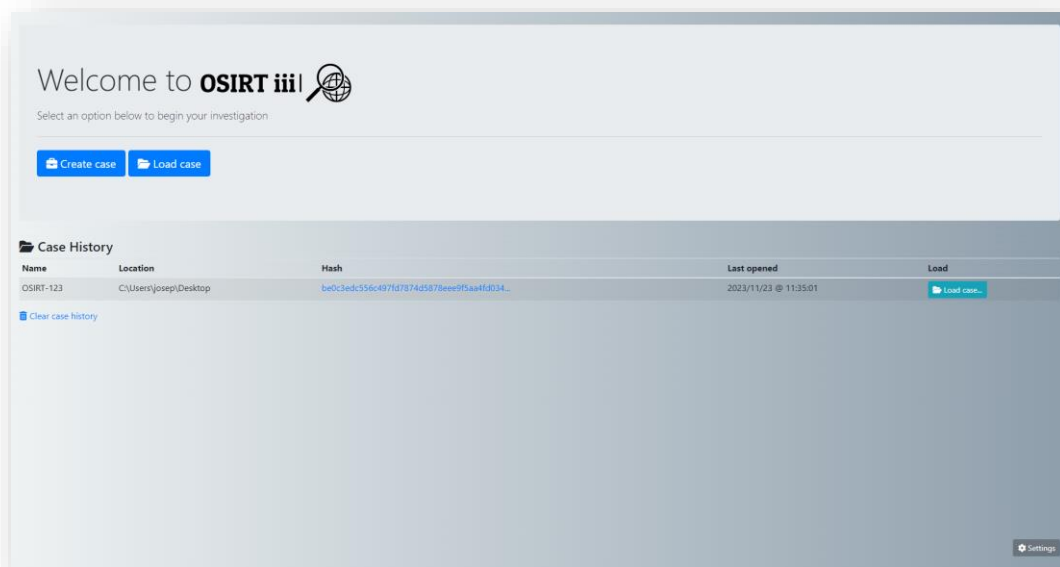 Welcome to OSIRT iii
Select an option below to begin your investigation
Create case Load case
Case History
Name Location Hash Last opened Load
OSIRT-123 C:\Users\josep\Desktop be0c3edc556c497fd7874d5878eee9f5aa4fd034... 2023/11/23 @ 11:35:01 Load case...
Clear case history
Settings